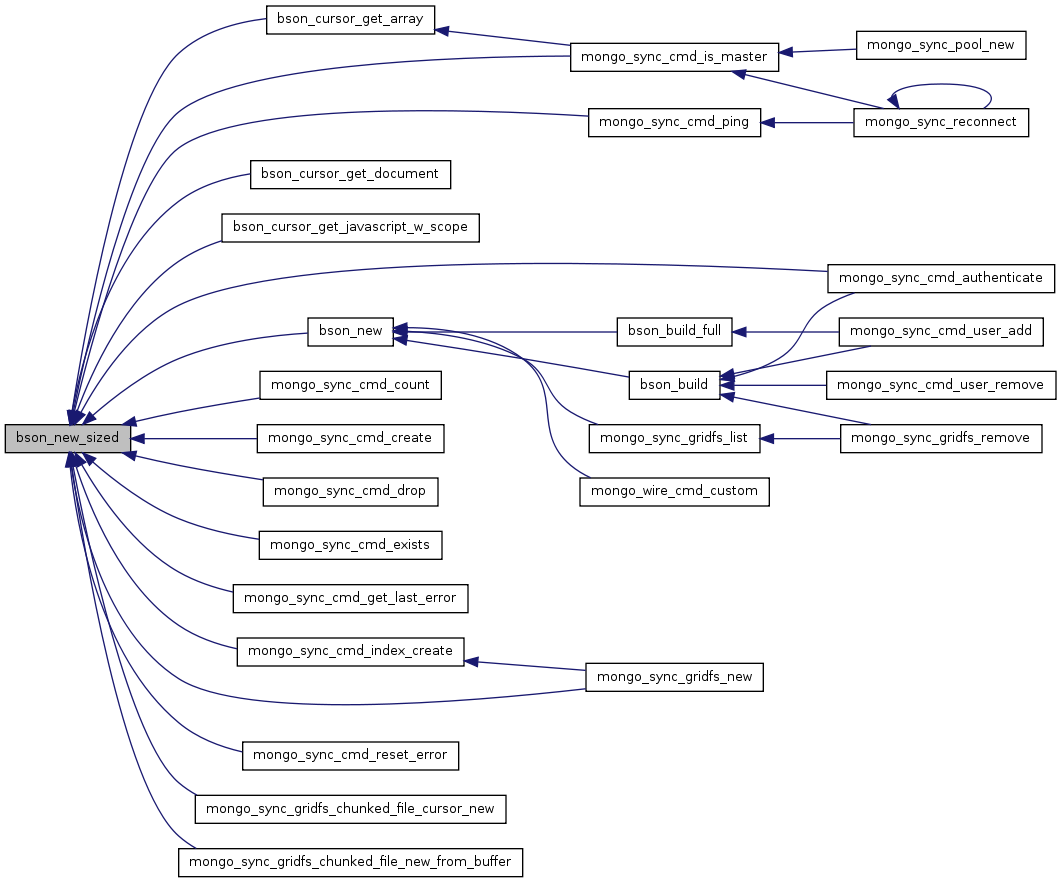 bson_cursor_get_array
mongo_sync_pool_new
mongo_sync_cmd_is_master
mongo_sync_cmd_ping
mongo_sync_reconnect
bson_cursor_get_document
bson_cursor_get_javascript_w_scope
mongo_sync_cmd_authenticate
bson_new
bson_build_full
mongo_sync_cmd_user_add
mongo_sync_cmd_count
bson_build
mongo_sync_cmd_user_remove
bson_new_sized
mongo_sync_cmd_create
mongo_sync_gridfs_list
mongo_sync_gridfs_remove
mongo_sync_cmd_drop
mongo_wire_cmd_custom
mongo_sync_cmd_exists
mongo_sync_cmd_get_last_error
mongo_sync_cmd_index_create
mongo_sync_gridfs_new
mongo_sync_cmd_reset_error
mongo_sync_gridfs_chunked_file_cursor_new
mongo_sync_gridfs_chunked_file_new_from_buffer